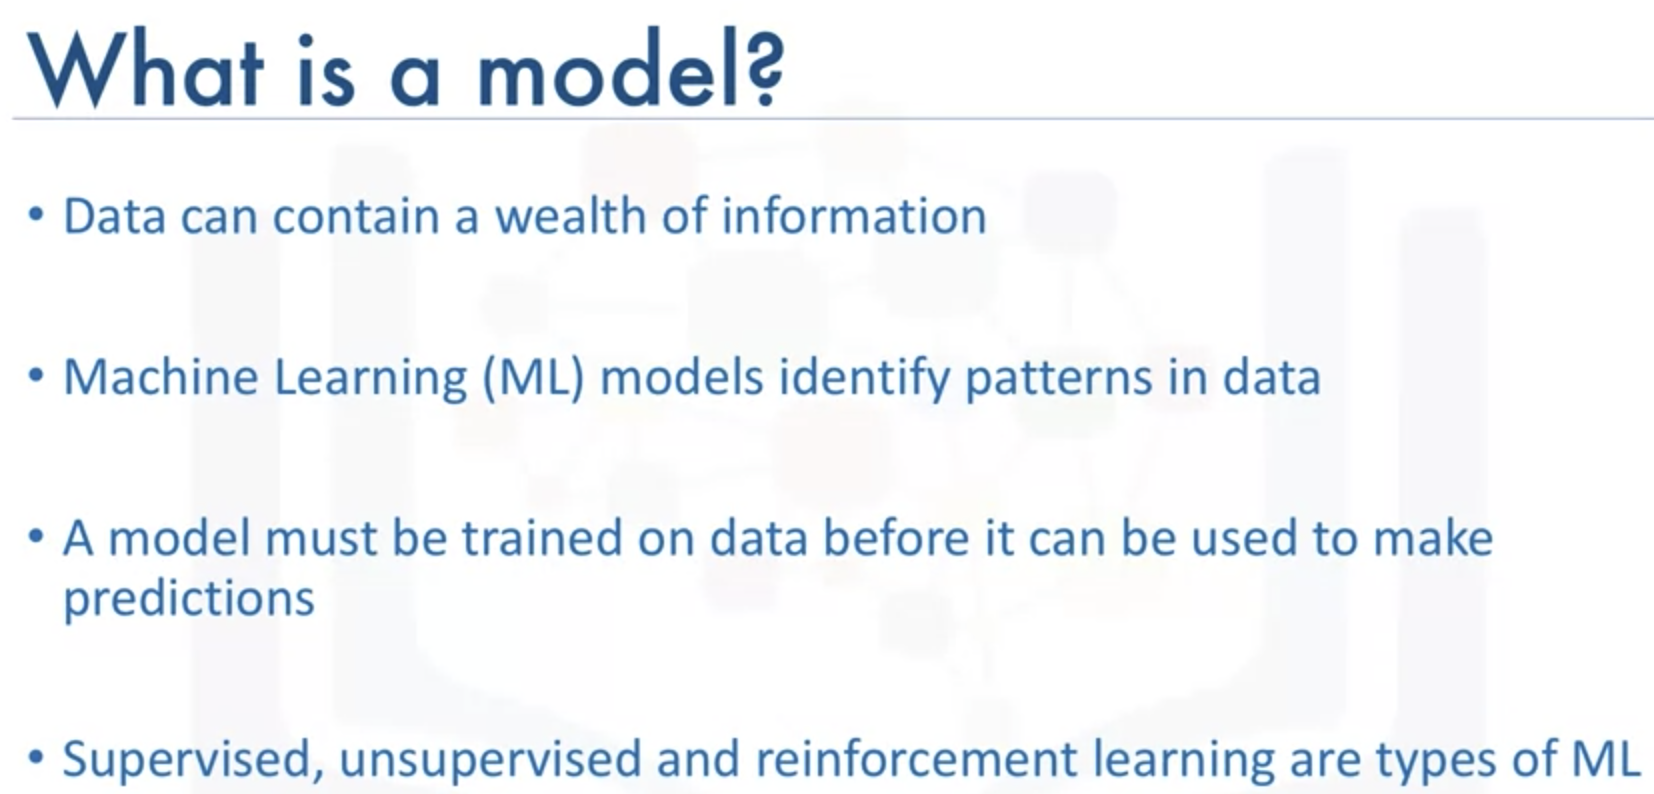 What is a model?
• Data can contain a wealth of information
• Machine Learning (ML) models identify patterns in data
• A model must be trained on data before it can be used to make
predictions
• Supervised, unsupervised and reinforcement learning are types of ML